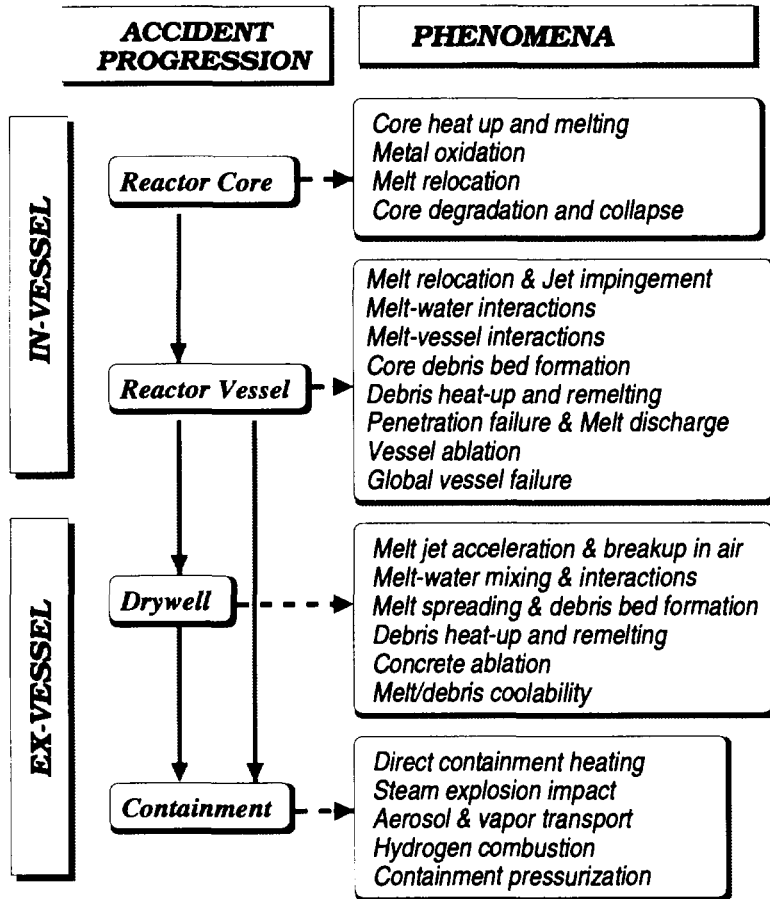 ACCIDENT
PROGRESSION
PHENOMENA
IN-VESSEL
Reactor Core
Core heat up and melting
Metal oxidation
Melt relocation
Core degradation and collapse
Reactor Vessel
Melt relocation & Jet impingement
Melt-water interactions
Melt-vessel interactions
Core debris bed formation
Debris heat-up and remelting
Penetration failure & Melt discharge
Vessel ablation
Global vessel failure
EX-VESSEL
Drywell
Melt jet acceleration & breakup in air
Melt-water mixing & interactions
Melt spreading & debris bed formation
Debris heat-up and remelting
Concrete ablation
Melt/debris coolability
Containment
Direct containment heating
Steam explosion impact
Aerosol & vapor transport
Hydrogen combustion
Containment pressurization